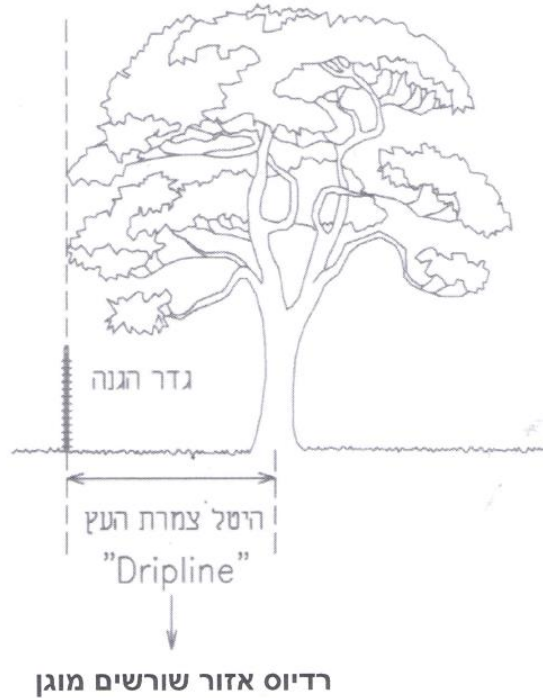 גדר הגנה
היטל צמרת העץ
"Dripline"
רדיוס אזור שורשים מוגן